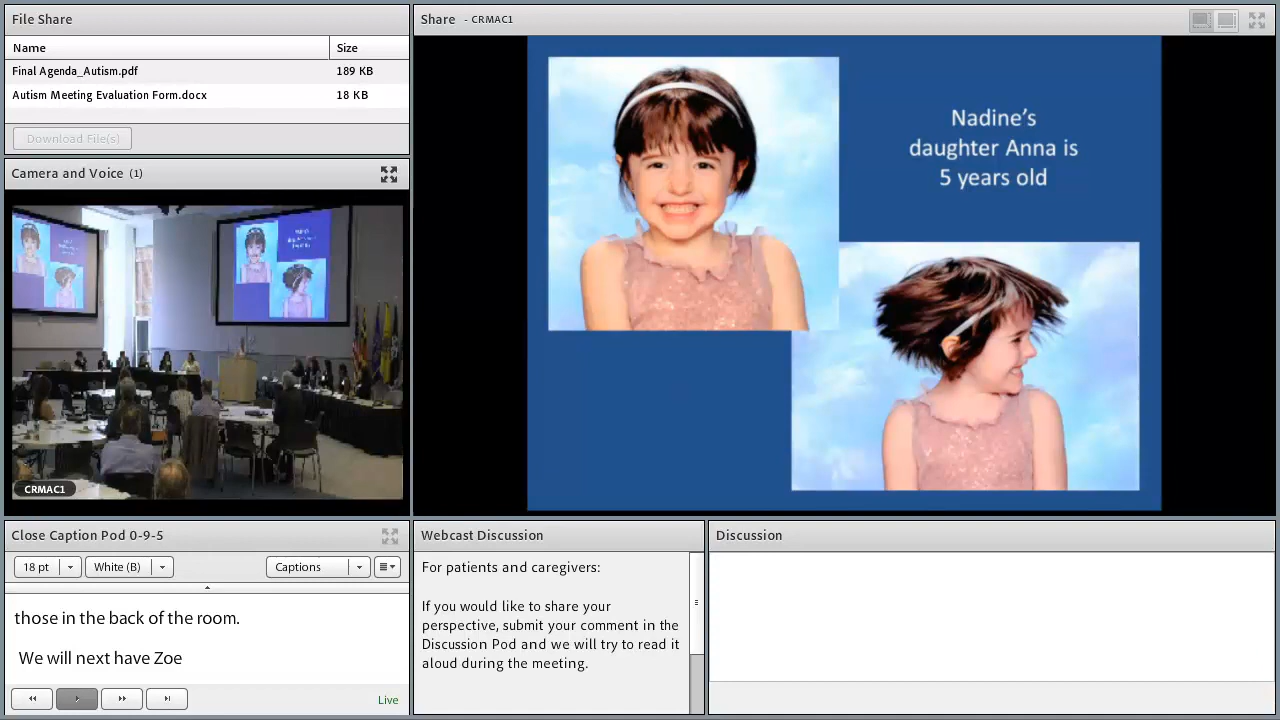 File Share
Name
Size
Final Agenda_Autism.pdf
189 KB
Autism Meeting Evaluation Form.docx
18 KB
Download File(s)
Camera and Voice (1)
CRMAC1
Share - CRMAC1
Nadine’s
daughter Anna is
5 years old
Close Caption Pod 0-9-5
18 pt
White (B)
Captions
those in the back of the room.
We will next have Zoe
Live
Webcast Discussion
For patients and caregivers:
If you would like to share your
perspective, submit your comment in the
Discussion Pod and we will try to read it
aloud during the meeting.
Discussion